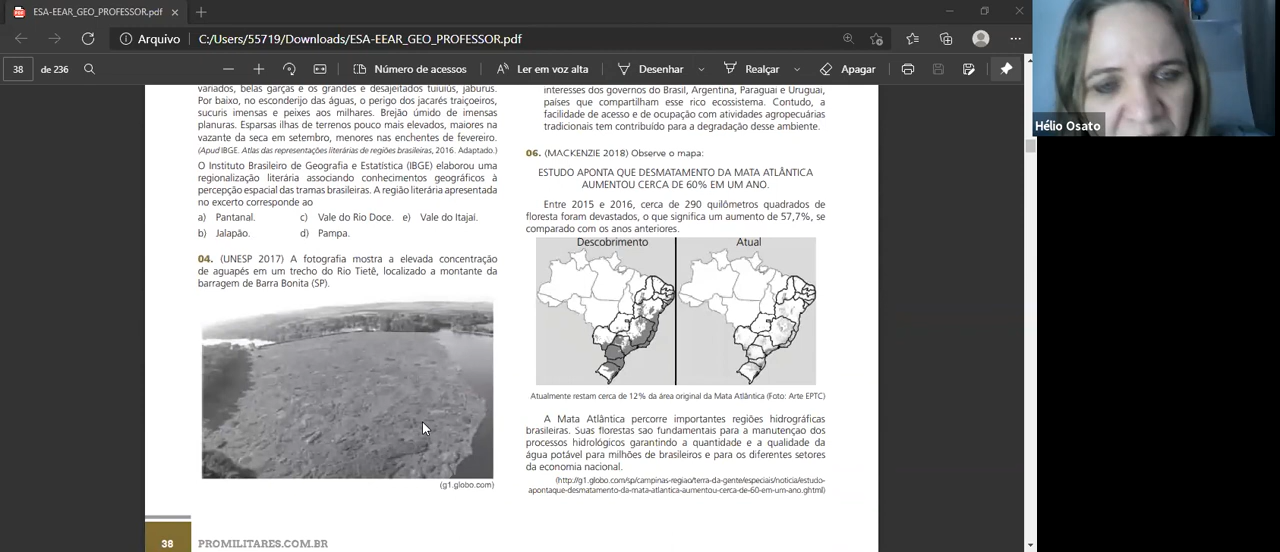 ESA-EEAR_GEO_PROFESSOR.pdf
Arquivo
C:/Users/55719/Downloads/ESA-EEAR_GEO_PROFESSOR.pdf
38
de 236
Número de acessos
Ler em voz alta
Desenhar
Realçar
Apagar
Hélio Osato
variados, belas garças e os grandes e desajeitados tuiuiús, jaburus.
Por baixo, no esconderijo das águas, o perigo dos jacarés traiçoeiros,
sucuris imensas e peixes aos milhares. Brejão úmido de imensas
planuras. Esparsas ilhas de terrenos pouco mais elevados, maiores na
vazante da seca em setembro, menores nas enchentes de fevereiro.
(Apud IBGE. Atlas das representações literárias de regiões brasileiras, 2016. Adaptado.)
O Instituto Brasileiro de Geografia e Estatística (IBGE) elaborou uma
regionalização literária associando conhecimentos geográficos à
percepção espacial das tramas brasileiras. A região literária apresentada
no excerto corresponde ao
a) Pantanal. c) Vale do Rio Doce. e) Vale do Itajaí.
b) Jalapão. d) Pampa.
04. (UNESP 2017) A fotografia mostra a elevada concentração
de aguapés em um trecho do Rio Tietê, localizado a montante da
barragem de Barra Bonita (SP).
(g1.globo.com)
38
PROMILITARES.COM.BR
interesses dos governos do Brasil, Argentina, Paraguai e Uruguai,
países que compartilham esse rico ecossistema. Contudo, a
facilidade de acesso e de ocupação com atividades agropecuárias
tradicionais tem contribuído para a degradação desse ambiente.
06. (MACKENZIE 2018) Observe o mapa:
ESTUDO APONTA QUE DESMATAMENTO DA MATA ATLÂNTICA
AUMENTOU CERCA DE 60% EM UM ANO.
Entre 2015 e 2016, cerca de 290 quilômetros quadrados de
floresta foram devastados, o que significa um aumento de 57,7%, se
comparado com os anos anteriores.
Descobrimento
Atual
Atualmente restam cerca de 12% da área original da Mata Atlântica (Foto: Arte EPTC)
A Mata Atlântica percorre importantes regiões hidrográficas
brasileiras. Suas florestas sao fundamentais para a manutençao dos
processos hidrológicos garantindo a quantidade e a qualidade da
água potável para milhões de brasileiros e para os diferentes setores
da economia nacional.
(http://g1.globo.com/sp/campinas-regiao/terra-da-gente/especiais/noticia/estudo-
apontaque-desmatamento-da-mata-atlantica-aumentou-cerca-de-60-em-um-ano.ghtml)